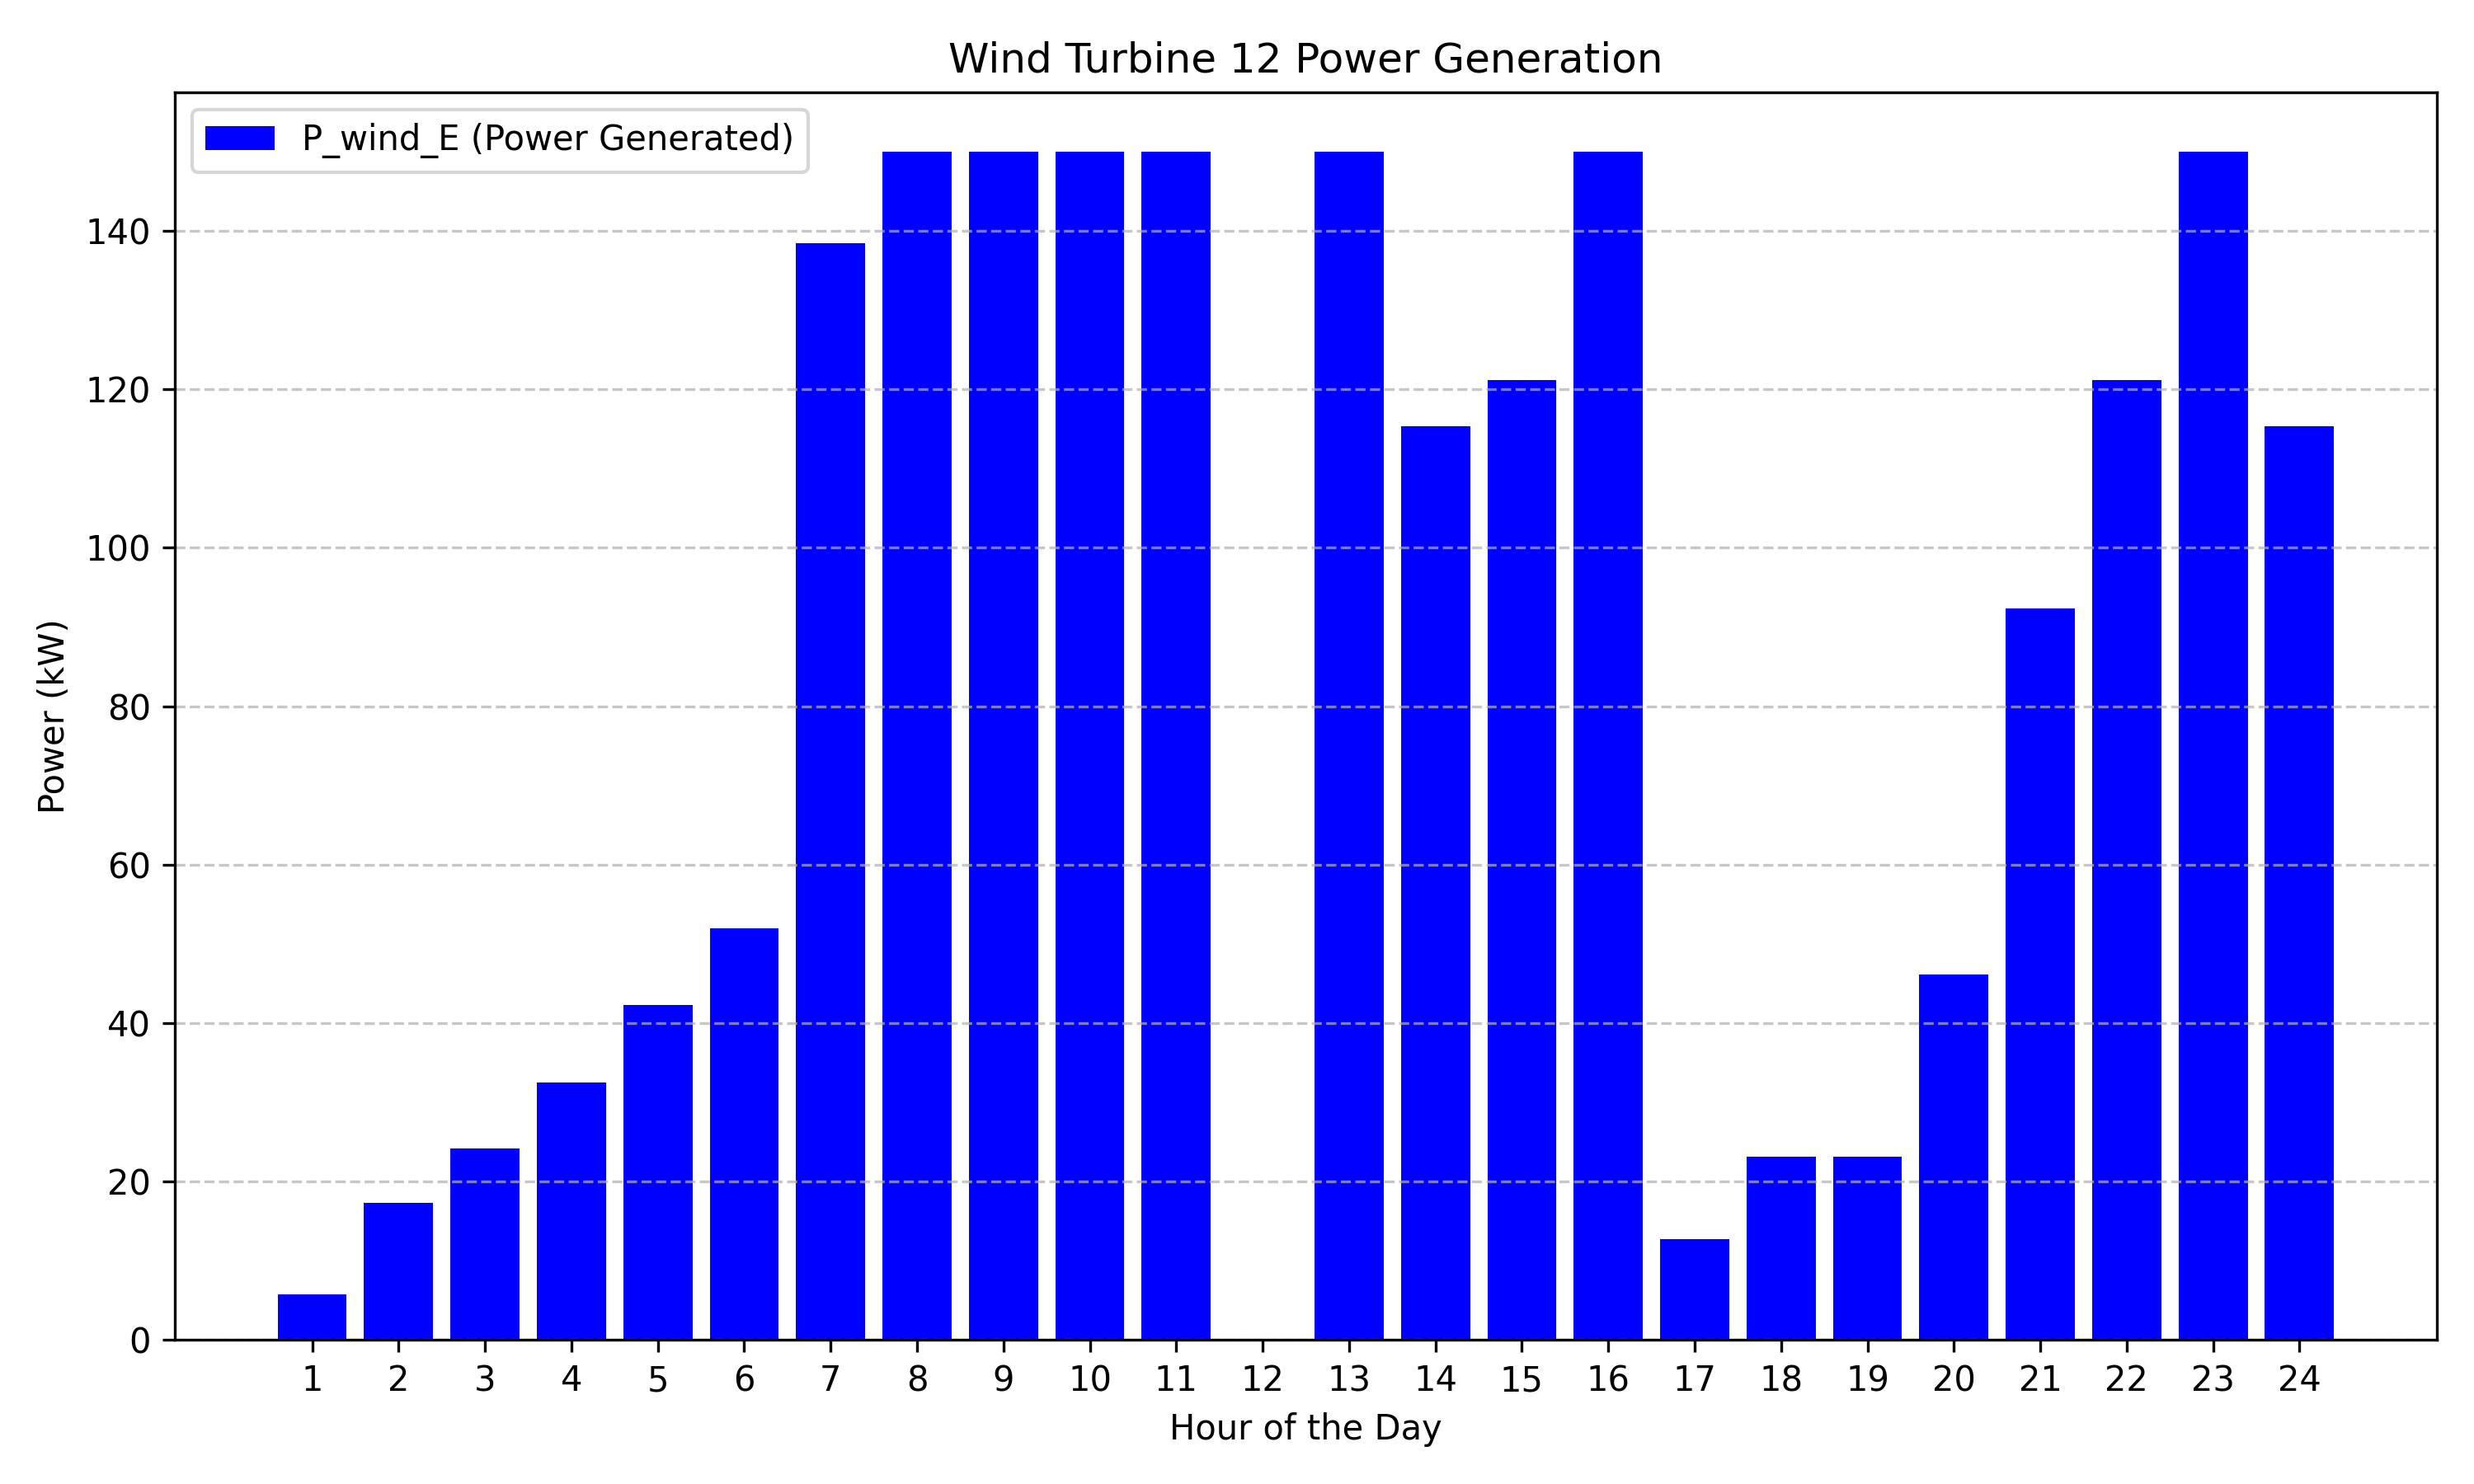 Wind Turbine 12 Power Generation
P_wind_E (Power Generated)
140
120
100
80
60
40
20
0
Power (kW)
1 2 3 4 5 6 7 8 9 10 11 12 13 14 15 16 17 18 19 20 21 22 23 24
Hour of the Day